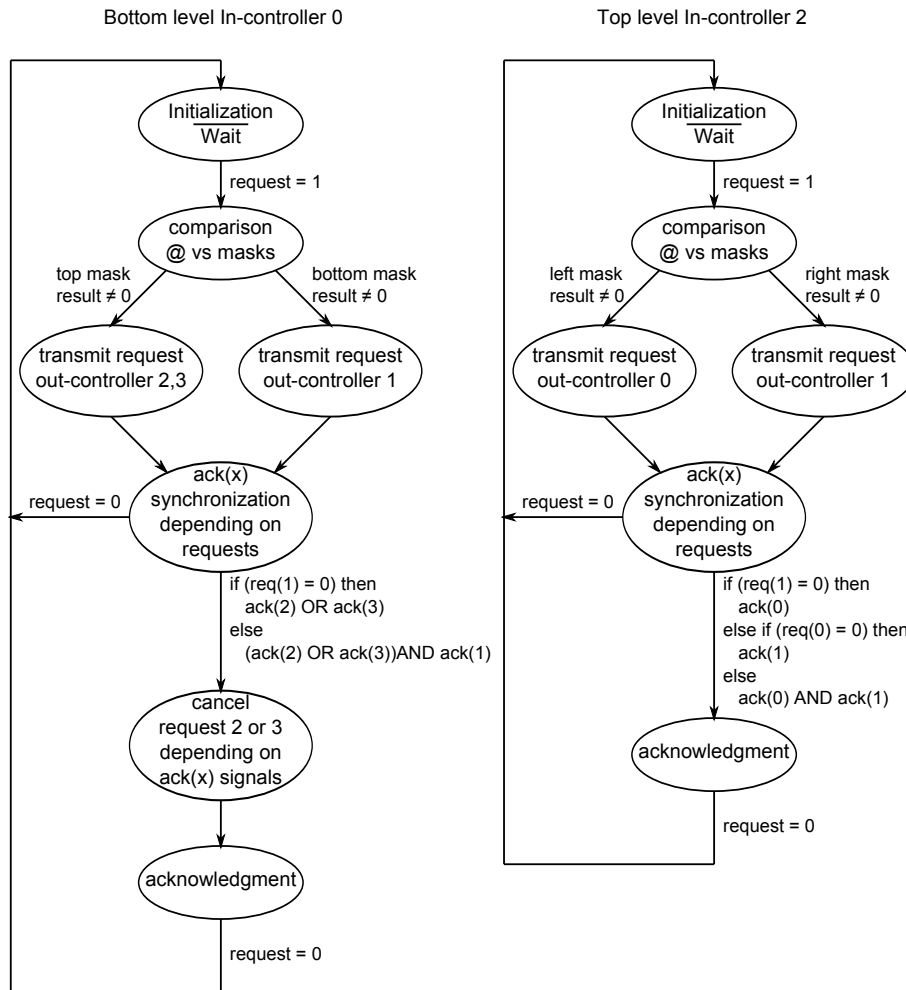 Bottom level In-controller 0
Initialization
Wait
request = 1
comparison
@ vs masks
top mask
result ≠ 0
bottom mask
result ≠ 0
transmit request
out-controller 2,3
transmit request
out-controller 1
ack(x)
synchronization
depending on
requests
request = 0
if (req(1) = 0) then
ack(2) OR ack(3)
else
(ack(2) OR ack(3))AND ack(1)
cancel
request 2 or 3
depending on
ack(x) signals
acknowledgment
request = 0
Top level In-controller 2
Initialization
Wait
request = 1
comparison
@ vs masks
left mask
result ≠ 0
right mask
result ≠ 0
transmit request
out-controller 0
transmit request
out-controller 1
ack(x)
synchronization
depending on
requests
request = 0
if (req(1) = 0) then
ack(0)
else if (req(0) = 0) then
ack(1)
else
ack(0) AND ack(1)
acknowledgment
request = 0